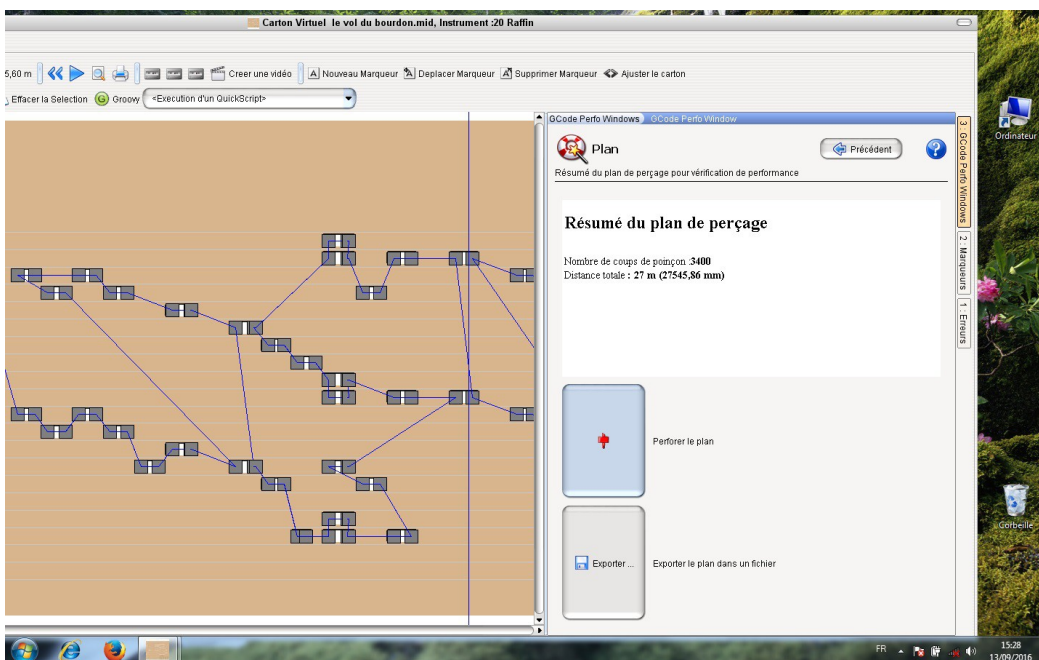 Carton Virtuel le vol du bourdon.mid, Instrument :20 Raffin
5,60 m
Creer une vidéo
A Nouveau Marqueur
A Deplacer Marqueur
A Supprimer Marqueur
Ajuster le carton
Effacer la Selection
G Groovy
<Execution d'un QuickScript>
GCode Perfo Windows
GCode Perfo Window
Plan
Précédent
?
Résumé du plan de perçage pour vérification de performance
Résumé du plan de perçage
Nombre de coups de poinçon :3400
Distance totale : 27 m (27545,86 mm)
Perforer le plan
Exporter ...
Exporter le plan dans un fichier
3 : GCode Perfo Windows
2 : Marqueurs
1 : Erreurs
Ordinateur
Corbeille
FR
15:28
13/09/2016